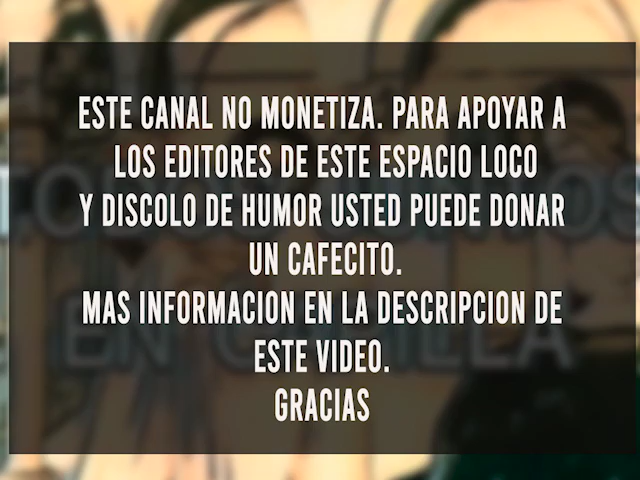 ESTE CANAL NO MONETIZA. PARA APOYAR A
LOS EDITORES DE ESTE ESPACIO LOCO
Y DISCOLO DE HUMOR USTED PUEDE DONAR
UN CAFECITO.
MAS INFORMACION EN LA DESCRIPCION DE
ESTE VIDEO.
GRACIAS